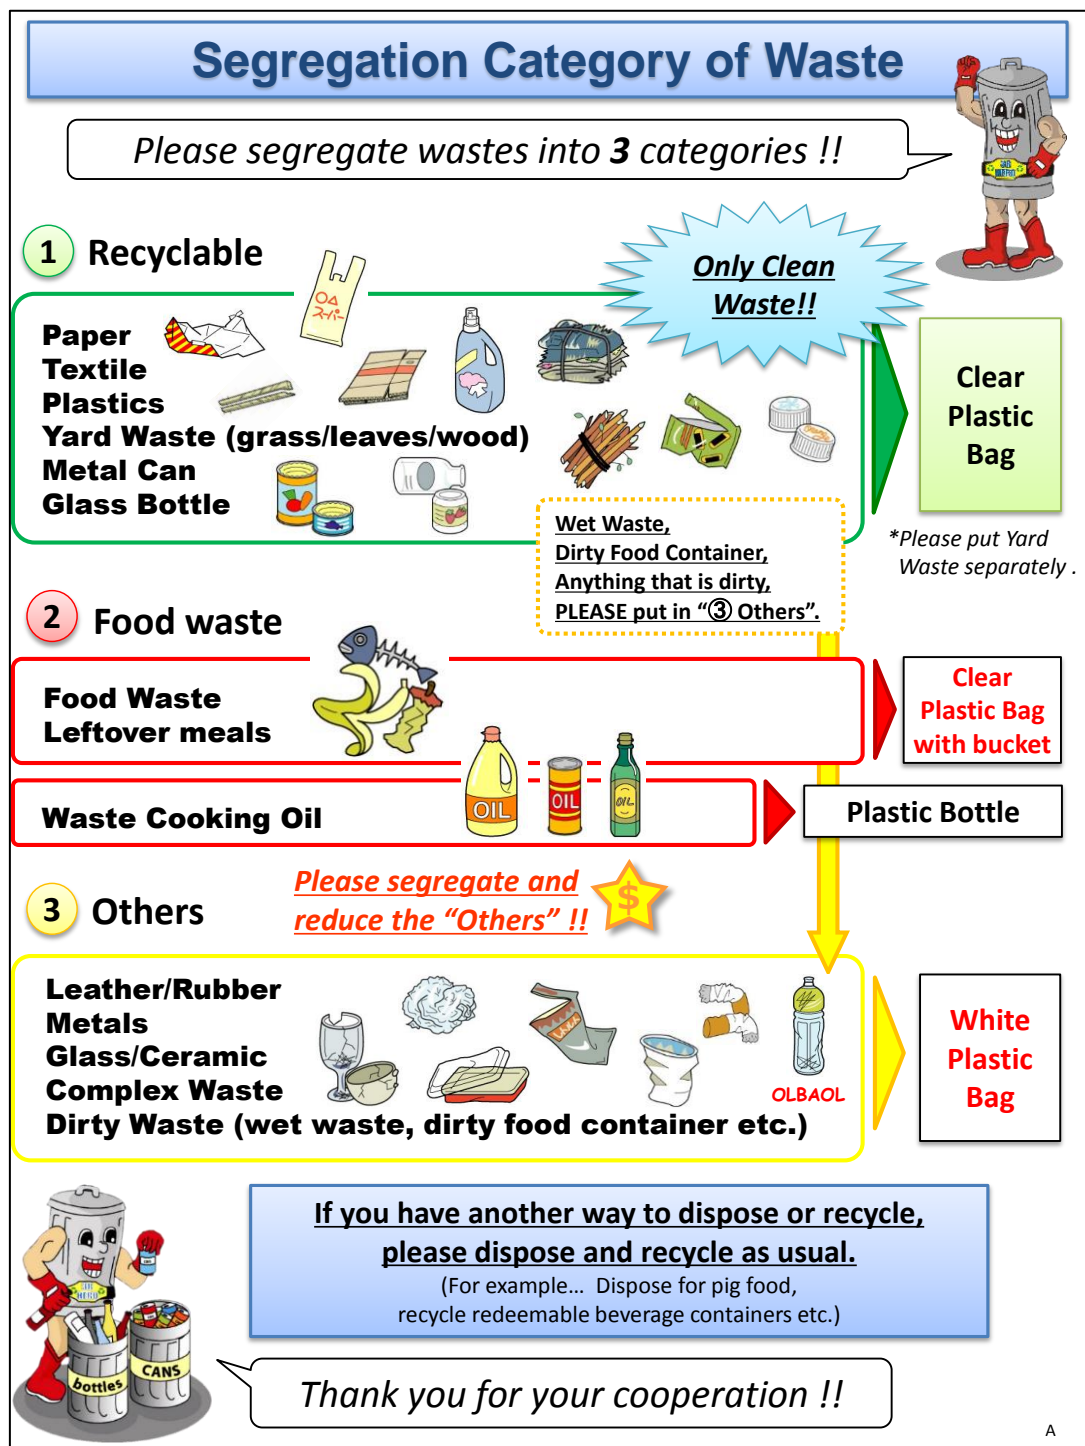 Segregation Category of Waste
Please segregate wastes into 3 categories !!
1 Recyclable
Only Clean
Waste!!
○△
スーパー
Paper
Textile
Plastics
Yard Waste (grass/leaves/wood)
Metal Can
Glass Bottle
Clear
Plastic
Bag
*Please put Yard
Waste separately .
Wet Waste,
Dirty Food Container,
Anything that is dirty,
PLEASE put in “③ Others”.
2 Food waste
Food Waste
Leftover meals
Clear
Plastic Bag
with bucket
Waste Cooking Oil
OIL
OIL
OIL
Plastic Bottle
3 Others
Please segregate and
reduce the “Others” !!
$
Leather/Rubber
Metals
Glass/Ceramic
Complex Waste
Dirty Waste (wet waste, dirty food container etc.)
OLBAOL
White
Plastic
Bag
If you have another way to dispose or recycle,
please dispose and recycle as usual.
(For example… Dispose for pig food,
recycle redeemable beverage containers etc.)
bottles
CANS
Thank you for your cooperation !!
A